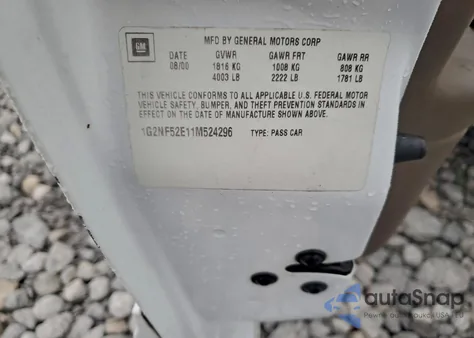 GM
MFD BY GENERAL MOTORS CORP
DATE GVWR GAWR FRT GAWR RR
08/00 1816 KG 1008 KG 808 KG
4003 LB 2222 LB 1781 LB
THIS VEHICLE CONFORMS TO ALL APPLICABLE U.S. FEDERAL MOTOR
VEHICLE SAFETY, BUMPER, AND THEFT PREVENTION STANDARDS IN
EFFECT ON THE DATE OF MANUFACTURE SHOWN ABOVE.
1G2NF52E11M524296 TYPE: PASS CAR
autoSnap